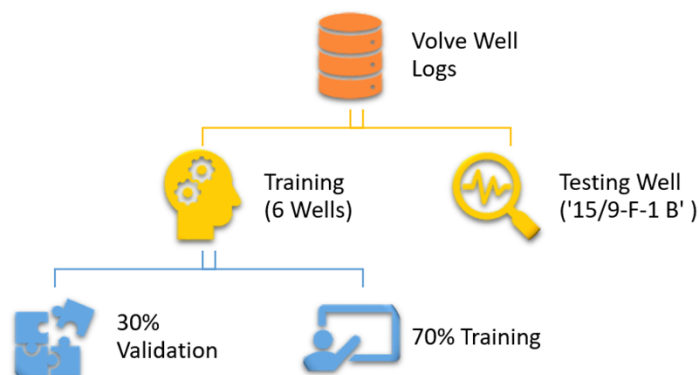 Volve Well
Logs
Training
(6 Wells)
Testing Well
('15/9-F-1 B' )
30%
Validation
70% Training